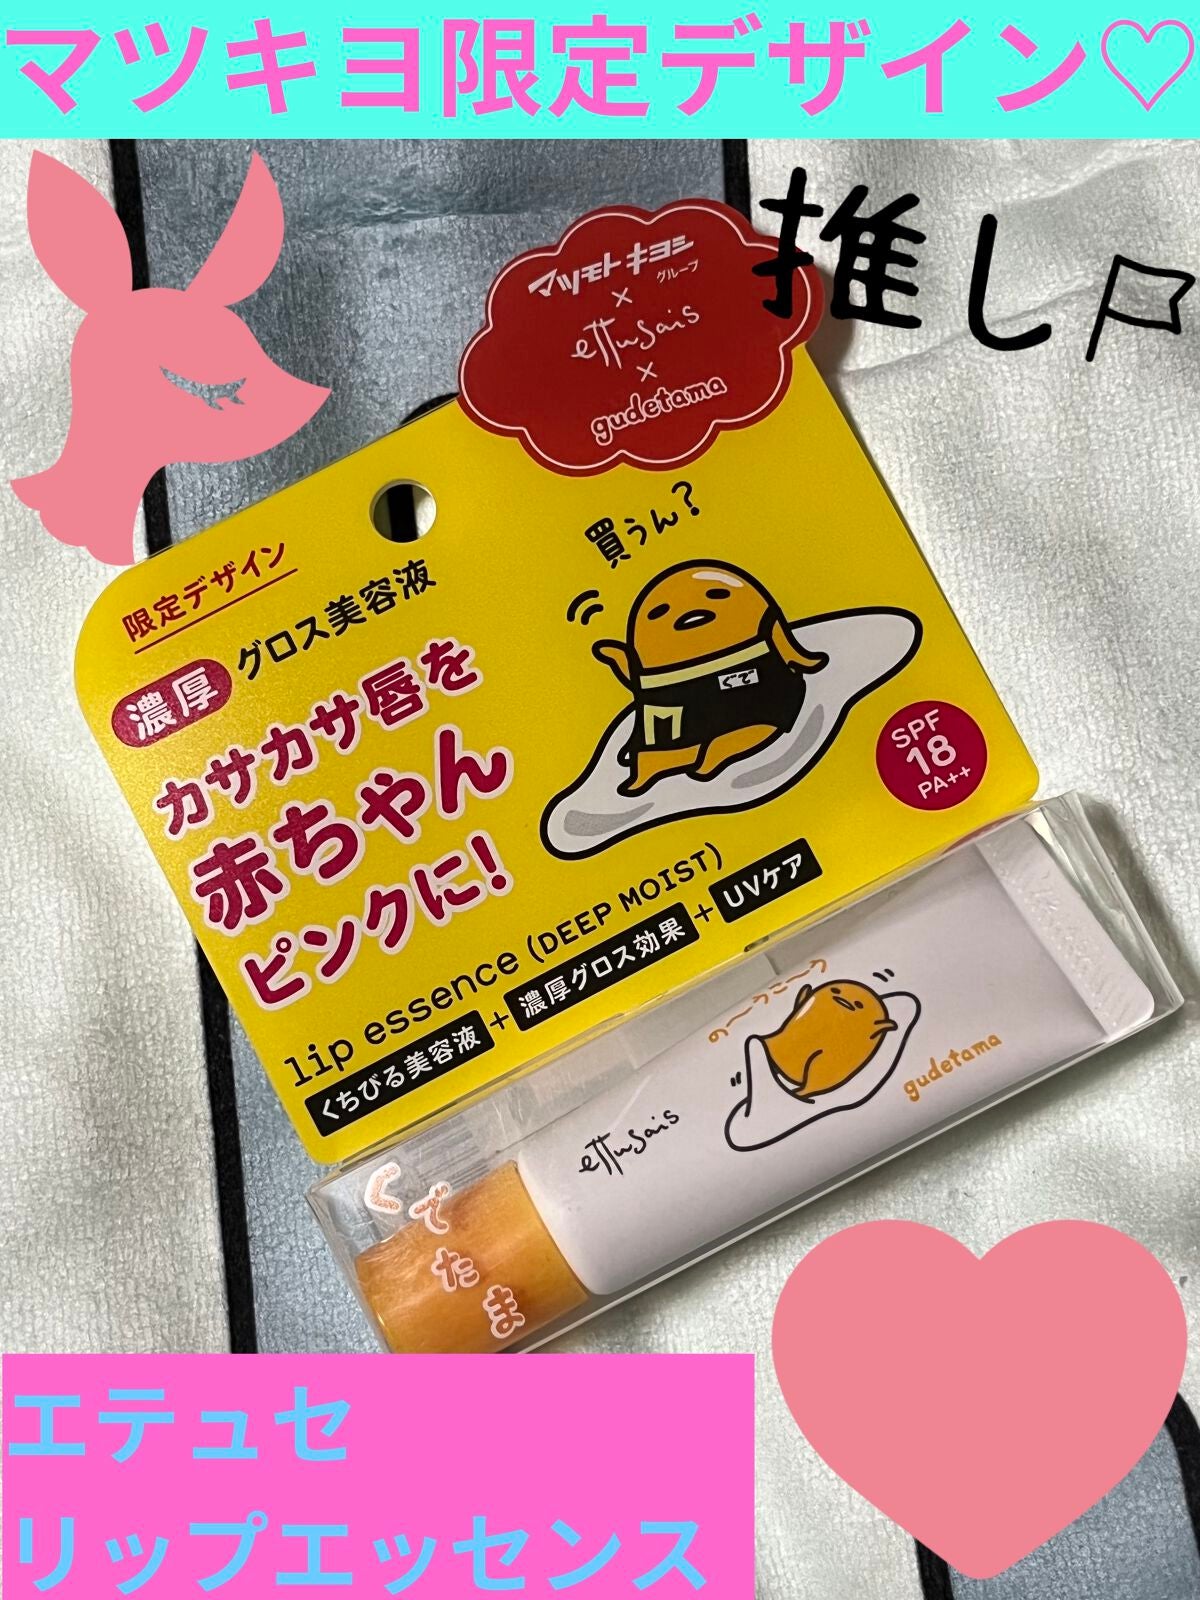 マツキヨ限定デザイン♡
推し
マツモトキヨシ
グループ
×
ettusais
×
gudetama
買うん?
限定デザイン
濃厚 グロス美容液
カサカサ唇を
赤ちゃん
ピンクに!
ぐで
SPF
18
PA++
lip essence (DEEP MOIST)
くちびる美容液 + 濃厚グロス効果 + UVケア
の〜うこ〜う
gudetama
ettusais
ぐでたま
エテュセ
リップエッセンス